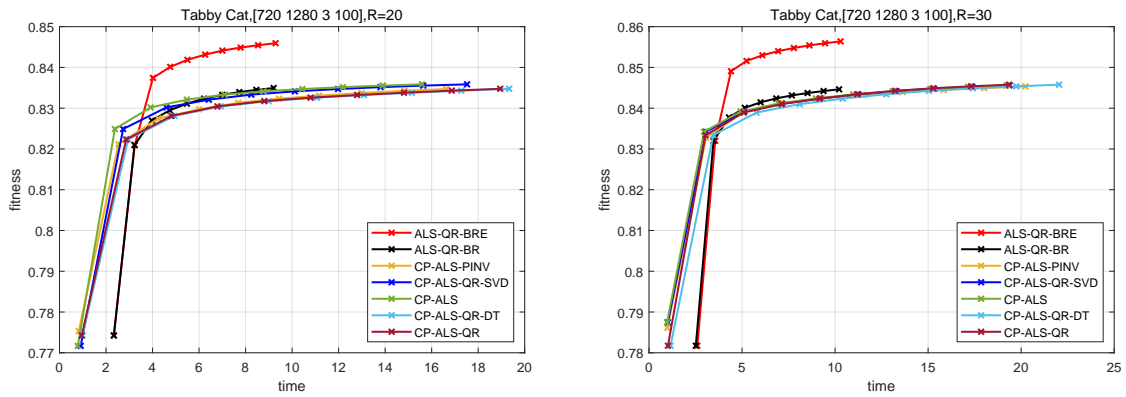 Tabby Cat,[720 1280 3 100],R=20
0.85
0.84
0.83
0.82
0.81
0.8
0.79
0.78
0.77
fitness
0 2 4 6 8 10 12 14 16 18 20
time
ALS-QR-BRE
ALS-QR-BR
CP-ALS-PINV
CP-ALS-QR-SVD
CP-ALS
CP-ALS-QR-DT
CP-ALS-QR
Tabby Cat,[720 1280 3 100],R=30
0.86
0.85
0.84
0.83
0.82
0.81
0.8
0.79
0.78
fitness
0 5 10 15 20 25
time
ALS-QR-BRE
ALS-QR-BR
CP-ALS-PINV
CP-ALS-QR-SVD
CP-ALS
CP-ALS-QR-DT
CP-ALS-QR